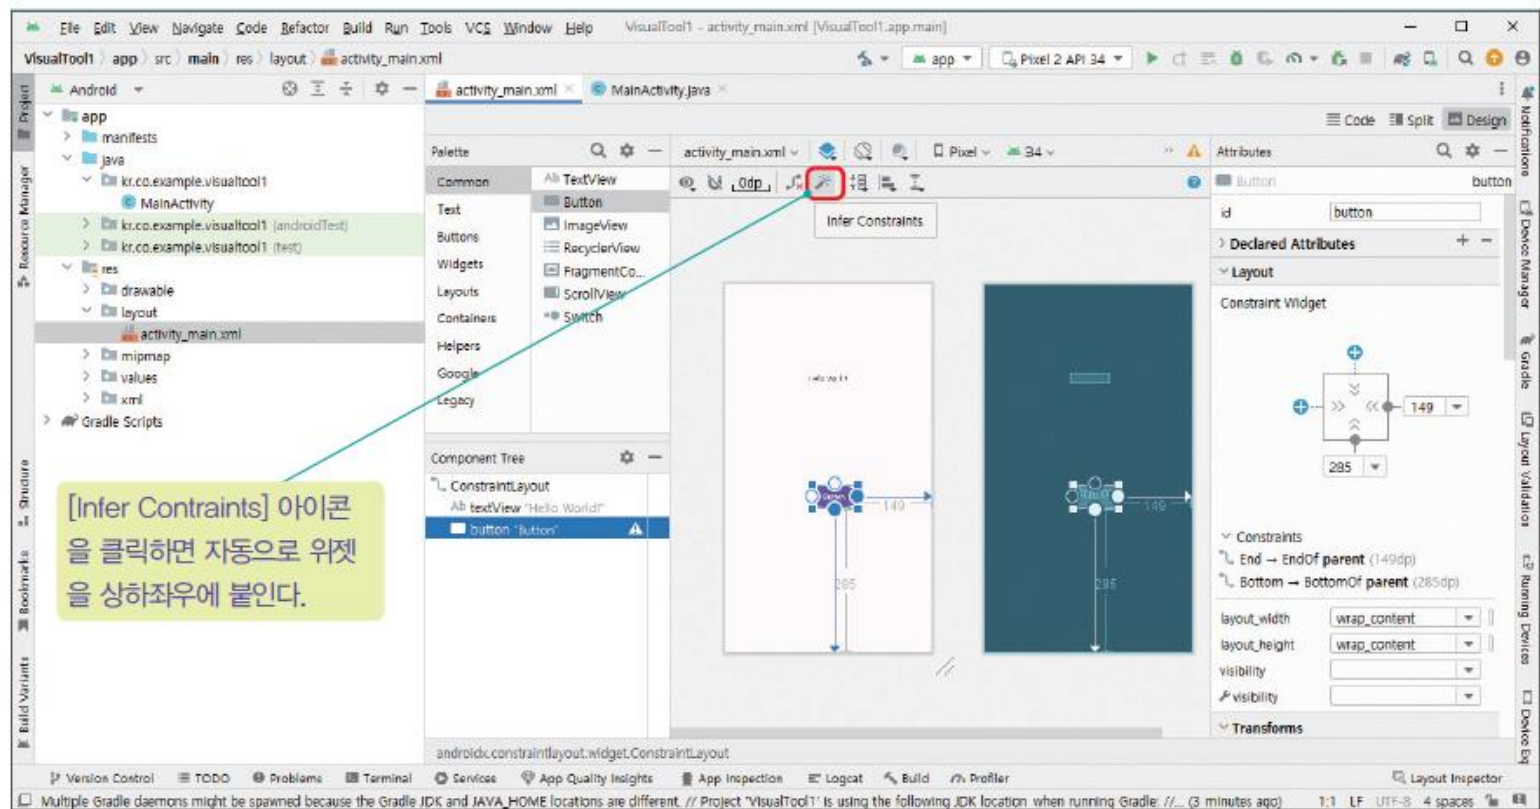 File Edit View Navigate Code Refactor Build Run Tools VCS Window Help VisualTool1 - activity_main.xml [VisualTool1.app.main]
VisualTool1 app src main res layout activity_main.xml
app Pixel 2 API 34
Android
activity_main.xml MainActivity.java
Code Split Design
Project
Resource Manager
Structure
Bookmarks
Build Variants
app
manifests
java
kr.co.example.visualtool1
MainActivity
kr.co.example.visualtool1 (androidTest)
kr.co.example.visualtool1 (test)
res
drawable
layout
activity_main.xml
mipmap
values
xml
Gradle Scripts
[Infer Contraints] 아이콘
을 클릭하면 자동으로 위젯
을 상하좌우에 붙인다.
Palette
Common
Text
Buttons
Widgets
Layouts
Containers
Helpers
Google
Legacy
Ab TextView
Button
ImageView
RecyclerView
FragmentCo...
ScrollView
Switch
Component Tree
ConstraintLayout
Ab textView "Hello World!"
button "Button"
activity_main.xml Pixel 34
0dp
Infer Constraints
149
285
149
285
androidx.constraintlayout.widget.ConstraintLayout
Attributes
Button button
id button
Declared Attributes
Layout
Constraint Widget
149
285
Constraints
End → EndOf parent (149dp)
Bottom → BottomOf parent (285dp)
layout_width wrap_content
layout_height wrap_content
visibility
visibility
Transforms
Notifications
Device Manager
Gradle
Layout Validation
Running Devices
Version Control TODO Problems Terminal Services App Quality Insights App Inspection Logcat Build Profiler Layout Inspector
Multiple Gradle daemons might be spawned because the Gradle JDK and JAVA_HOME locations are different. // Project 'VisualTool1' is using the following JDK location when running Gradle: //... (3 minutes ago) 1:1 LF UTF-8 4 spaces